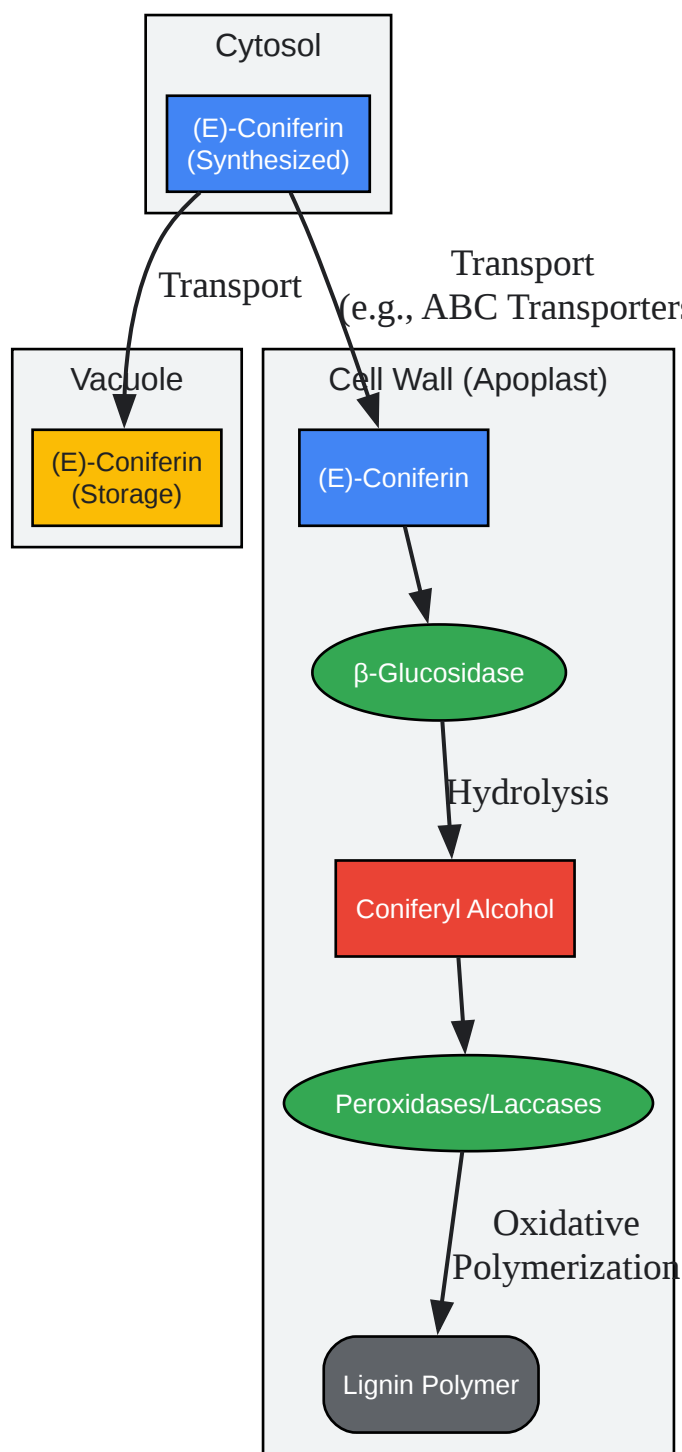 Cytosol
(E)-Coniferin
(Synthesized)
Transport
Transport
(e.g., ABC Transporters
Vacuole
Cell Wall (Apoplast)
(E)-Coniferin
(Storage)
(E)-Coniferin
β-Glucosidase
Hydrolysis
Coniferyl Alcohol
Peroxidases/Laccases
Oxidative
Polymerization
Lignin Polymer